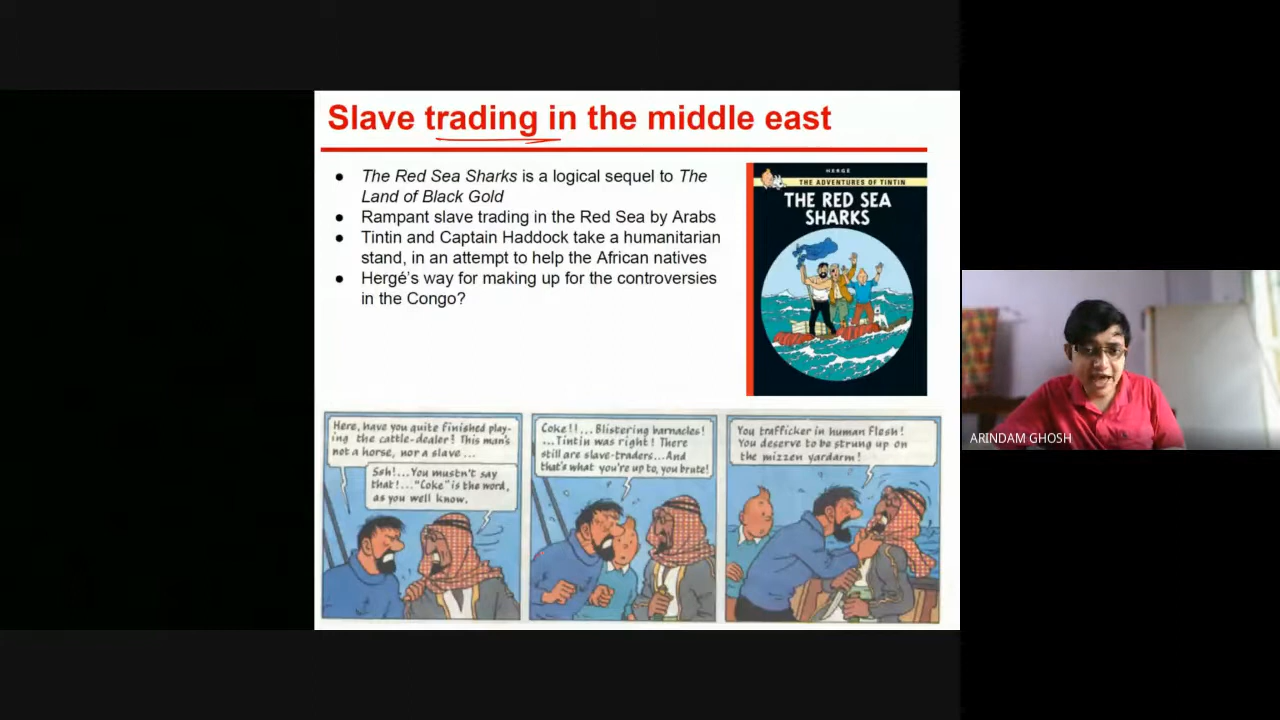 Slave trading in the middle east
● The Red Sea Sharks is a logical sequel to The
Land of Black Gold
● Rampant slave trading in the Red Sea by Arabs
● Tintin and Captain Haddock take a humanitarian
stand, in an attempt to help the African natives
● Hergé's way for making up for the controversies
in the Congo?
HERGÉ
THE ADVENTURES OF TINTIN
THE RED SEA
SHARKS
Here, have you quite finished play-
ing the cattle-dealer! This man's
not a horse, nor a slave...
Ssh!...You mustn't say
that!..."Coke" is the word,
as you well know.
Coke!!...Blistering barnacles!
...Tintin was right! There
still are slave-traders...And
that's what you're up to, you brute!
You trafficker in human flesh!
You deserve to be strung up on
the mizzen yardarm!
ARINDAM GHOSH